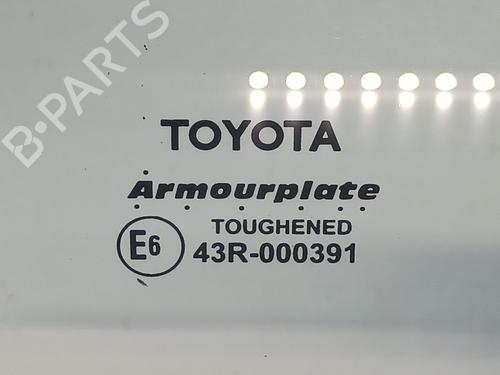 B-PARTS
TOYOTA
Armourplate
TOUGHENED
E6 43R-000391